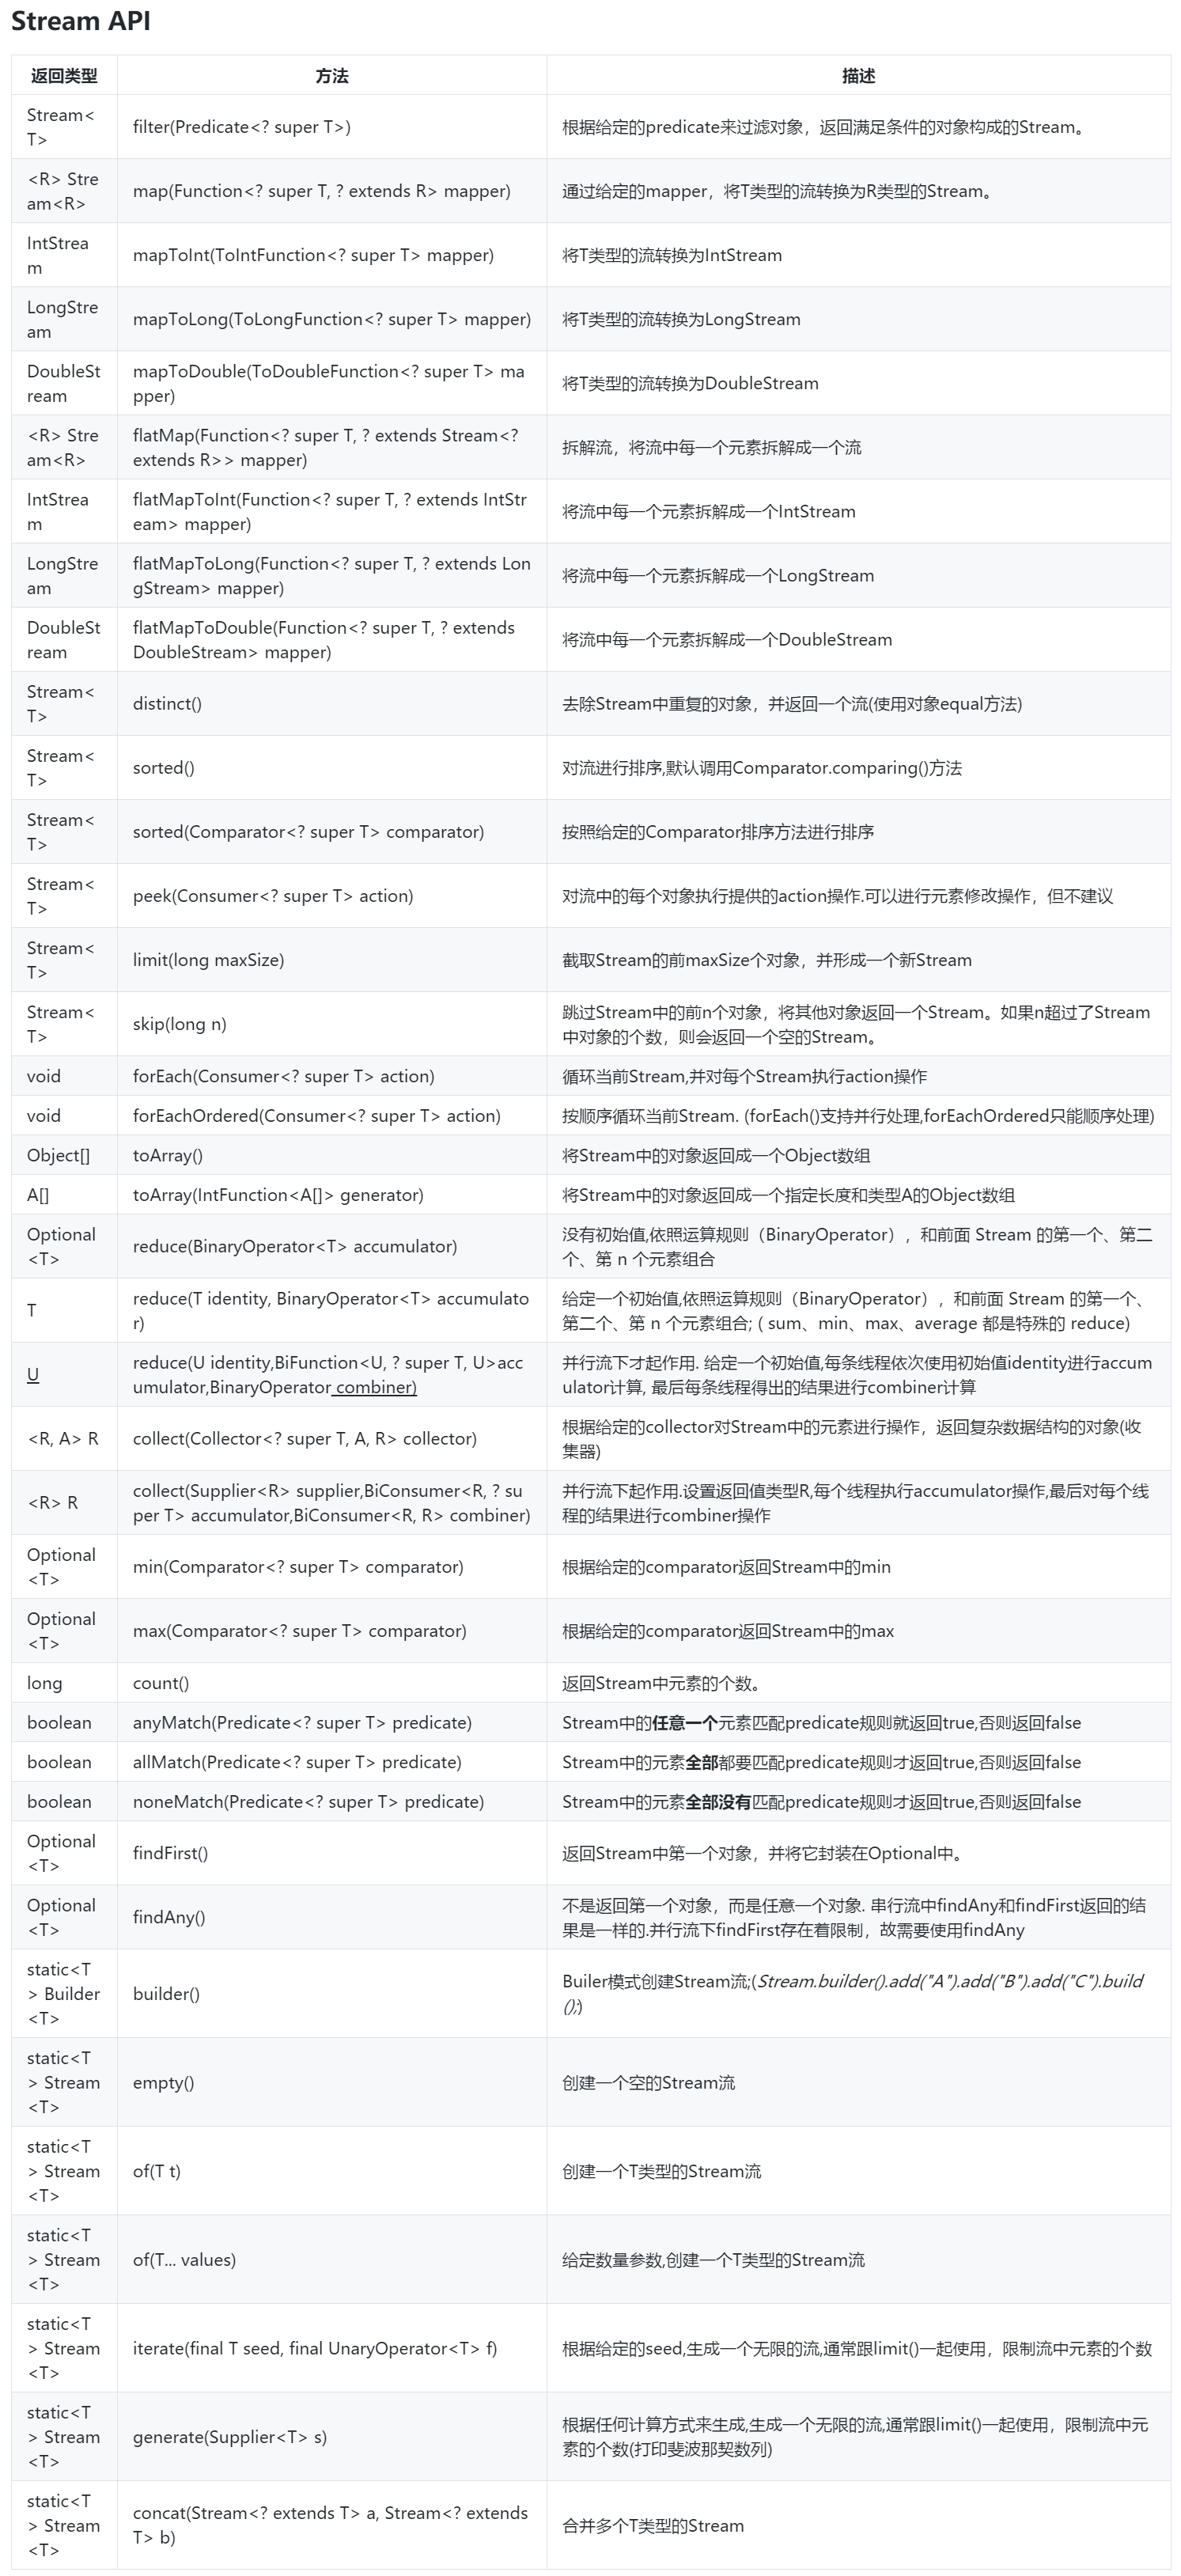 Stream API
返回类型 方法 描述
Stream<
T>
filter(Predicate<? super T>)
根据给定的predicate来过滤对象，返回满足条件的对象构成的Stream。
<R> Stre
am<R>
map(Function<? super T, ? extends R> mapper)
通过给定的mapper，将T类型的流转换为R类型的Stream。
IntStrea
m
mapToInt(ToIntFunction<? super T> mapper)
将T类型的流转换为IntStream
LongStre
am
mapToLong(ToLongFunction<? super T> mapper)
将T类型的流转换为LongStream
DoubleSt
ream
mapToDouble(ToDoubleFunction<? super T> ma
pper)
将T类型的流转换为DoubleStream
<R> Stre
am<R>
flatMap(Function<? super T, ? extends Stream<?
extends R>> mapper)
拆解流，将流中每一个元素拆解成一个流
IntStrea
m
flatMapToInt(Function<? super T, ? extends IntStr
eam> mapper)
将流中每一个元素拆解成一个IntStream
LongStre
am
flatMapToLong(Function<? super T, ? extends Lon
gStream> mapper)
将流中每一个元素拆解成一个LongStream
DoubleSt
ream
flatMapToDouble(Function<? super T, ? extends
DoubleStream> mapper)
将流中每一个元素拆解成一个DoubleStream
Stream<
T>
distinct()
去除Stream中重复的对象，并返回一个流(使用对象equal方法)
Stream<
T>
sorted()
对流进行排序,默认调用Comparator.comparing()方法
Stream<
T>
sorted(Comparator<? super T> comparator)
按照给定的Comparator排序方法进行排序
Stream<
T>
peek(Consumer<? super T> action)
对流中的每个对象执行提供的action操作.可以进行元素修改操作，但不建议
Stream<
T>
limit(long maxSize)
截取Stream的前maxSize个对象，并形成一个新Stream
Stream<
T>
skip(long n)
跳过Stream中的前n个对象，将其他对象返回一个Stream。如果n超过了Stream
中对象的个数，则会返回一个空的Stream。
void
forEach(Consumer<? super T> action)
循环当前Stream,并对每个Stream执行action操作
void
forEachOrdered(Consumer<? super T> action)
按顺序循环当前Stream. (forEach()支持并行处理,forEachOrdered只能顺序处理)
Object[]
toArray()
将Stream中的对象返回成一个Object数组
A[]
toArray(IntFunction<A[]> generator)
将Stream中的对象返回成一个指定长度和类型A的Object数组
Optional
<T>
reduce(BinaryOperator<T> accumulator)
没有初始值,依照运算规则（BinaryOperator），和前面 Stream 的第一个、第二
个、第 n 个元素组合
T
reduce(T identity, BinaryOperator<T> accumulato
r)
给定一个初始值,依照运算规则（BinaryOperator），和前面 Stream 的第一个、
第二个、第 n 个元素组合; ( sum、min、max、average 都是特殊的 reduce)
U
reduce(U identity,BiFunction<U, ? super T, U>acc
umulator,BinaryOperator combiner)
并行流下才起作用. 给定一个初始值,每条线程依次使用初始值identity进行accum
ulator计算, 最后每条线程得出的结果进行combiner计算
<R, A> R
collect(Collector<? super T, A, R> collector)
根据给定的collector对Stream中的元素进行操作，返回复杂数据结构的对象(收
集器)
<R> R
collect(Supplier<R> supplier,BiConsumer<R, ? su
per T> accumulator,BiConsumer<R, R> combiner)
并行流下起作用.设置返回值类型R,每个线程执行accumulator操作,最后对每个线
程的结果进行combiner操作
Optional
<T>
min(Comparator<? super T> comparator)
根据给定的comparator返回Stream中的min
Optional
<T>
max(Comparator<? super T> comparator)
根据给定的comparator返回Stream中的max
long
count()
返回Stream中元素的个数。
boolean
anyMatch(Predicate<? super T> predicate)
Stream中的任意一个元素匹配predicate规则就返回true,否则返回false
boolean
allMatch(Predicate<? super T> predicate)
Stream中的元素全部都要匹配predicate规则才返回true,否则返回false
boolean
noneMatch(Predicate<? super T> predicate)
Stream中的元素全部没有匹配predicate规则才返回true,否则返回false
Optional
<T>
findFirst()
返回Stream中第一个对象，并将它封装在Optional中。
Optional
<T>
findAny()
不是返回第一个对象，而是任意一个对象. 串行流中findAny和findFirst返回的结
果是一样的.并行流下findFirst存在着限制，故需要使用findAny
static<T
> Builder
<T>
builder()
Builer模式创建Stream流;(Stream.builder().add("A").add("B").add("C").build
();)
static<T
> Stream
<T>
empty()
创建一个空的Stream流
static<T
> Stream
<T>
of(T t)
创建一个T类型的Stream流
static<T
> Stream
<T>
of(T... values)
给定数量参数,创建一个T类型的Stream流
static<T
> Stream
<T>
iterate(final T seed, final UnaryOperator<T> f)
根据给定的seed,生成一个无限的流,通常跟limit()一起使用，限制流中元素的个数
static<T
> Stream
<T>
generate(Supplier<T> s)
根据任何计算方式来生成,生成一个无限的流,通常跟limit()一起使用，限制流中元
素的个数(打印斐波那契数列)
static<T
> Stream
<T>
concat(Stream<? extends T> a, Stream<? extends
T> b)
合并多个T类型的Stream